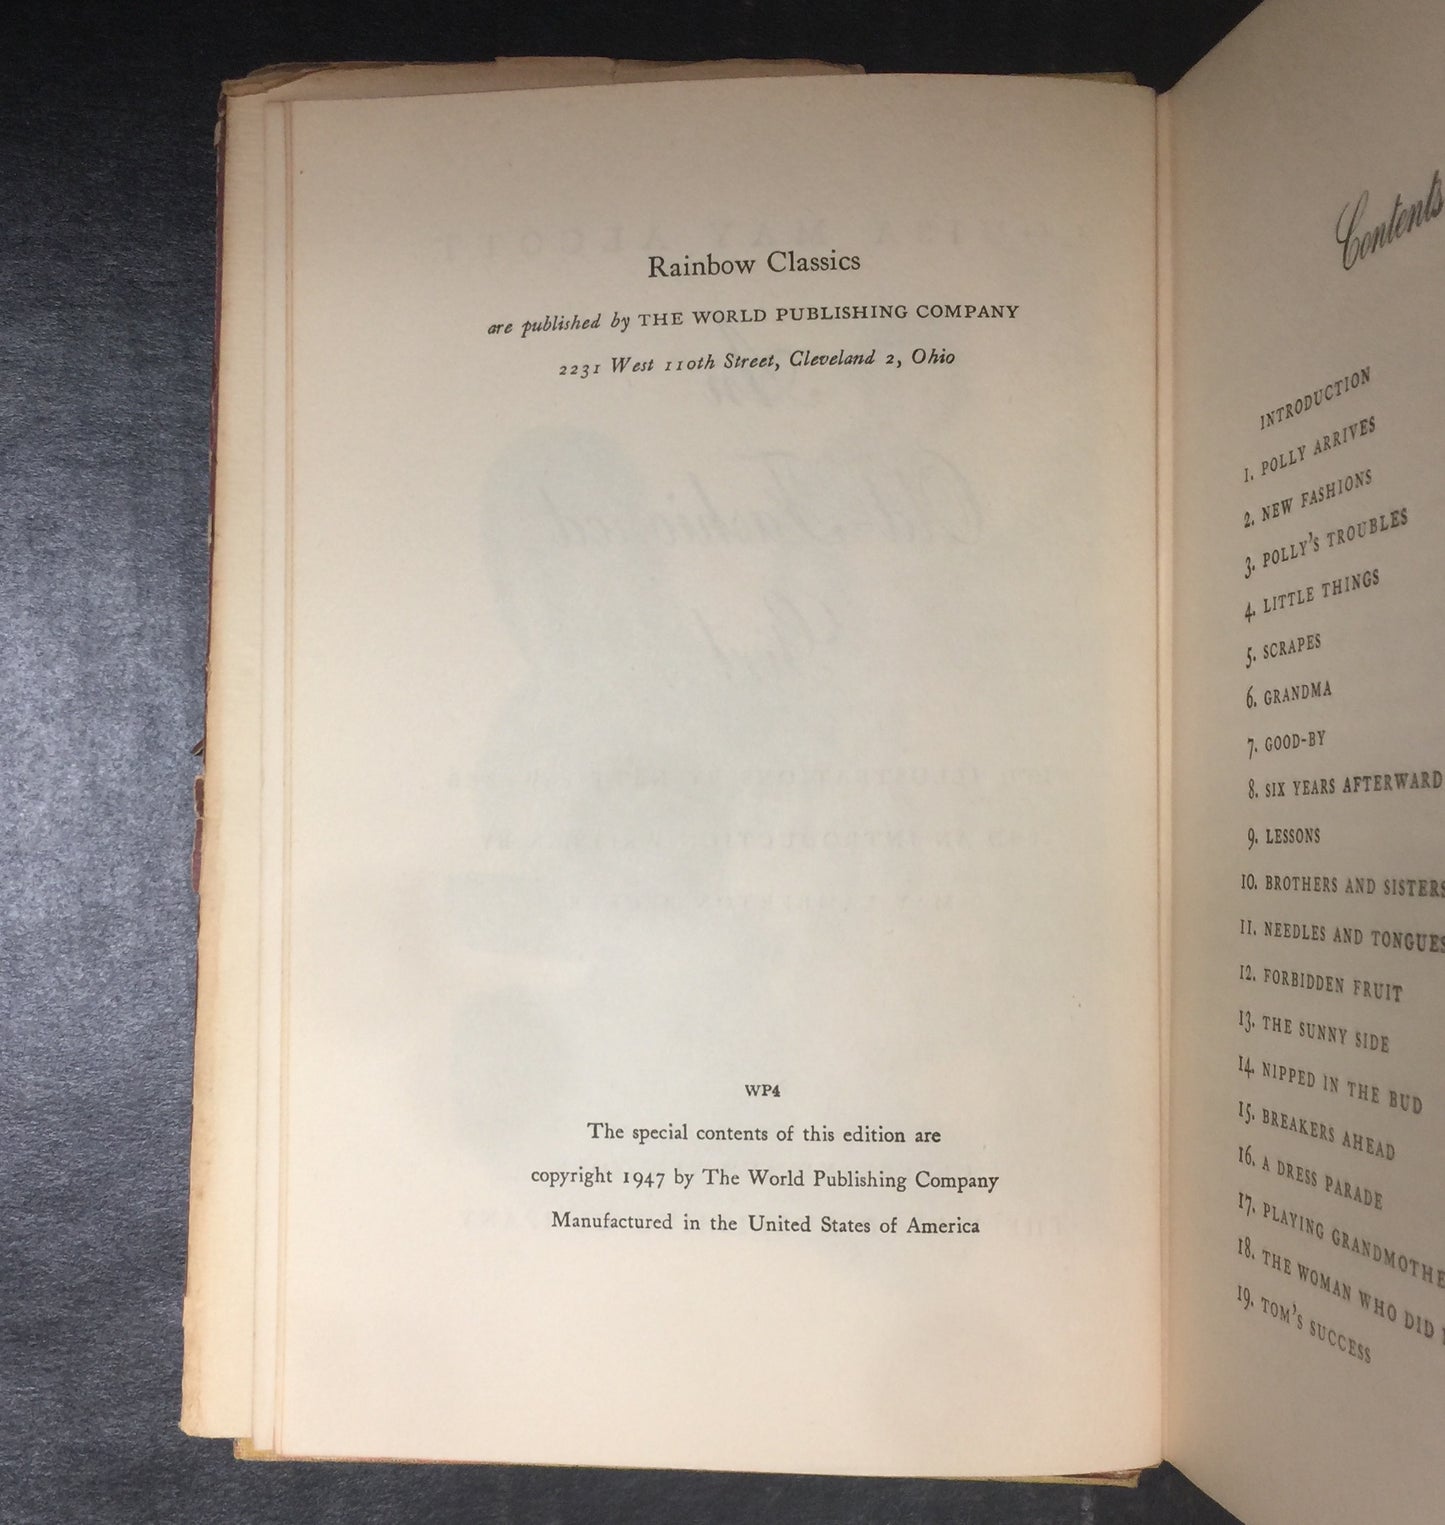 Rainbow Classics
are published by THE WORLD PUBLISHING COMPANY
2231 West 110th Street, Cleveland 2, Ohio
WP4
The special contents of this edition are
copyright 1947 by The World Publishing Company
Manufactured in the United States of America
Contents
INTRODUCTION
1. POLLY ARRIVES
2. NEW FASHIONS
3. POLLY'S TROUBLES
4. LITTLE THINGS
5. SCRAPES
6. GRANDMA
7. GOOD-BY
8. SIX YEARS AFTERWARD
9. LESSONS
10. BROTHERS AND SISTERS
11. NEEDLES AND TONGUES
12. FORBIDDEN FRUIT
13. THE SUNNY SIDE
14. NIPPED IN THE BUD
15. BREAKERS AHEAD
16. A DRESS PARADE
17. PLAYING GRANDMOTHE
18. THE WOMAN WHO DID
19. TOM'S SUCCESS